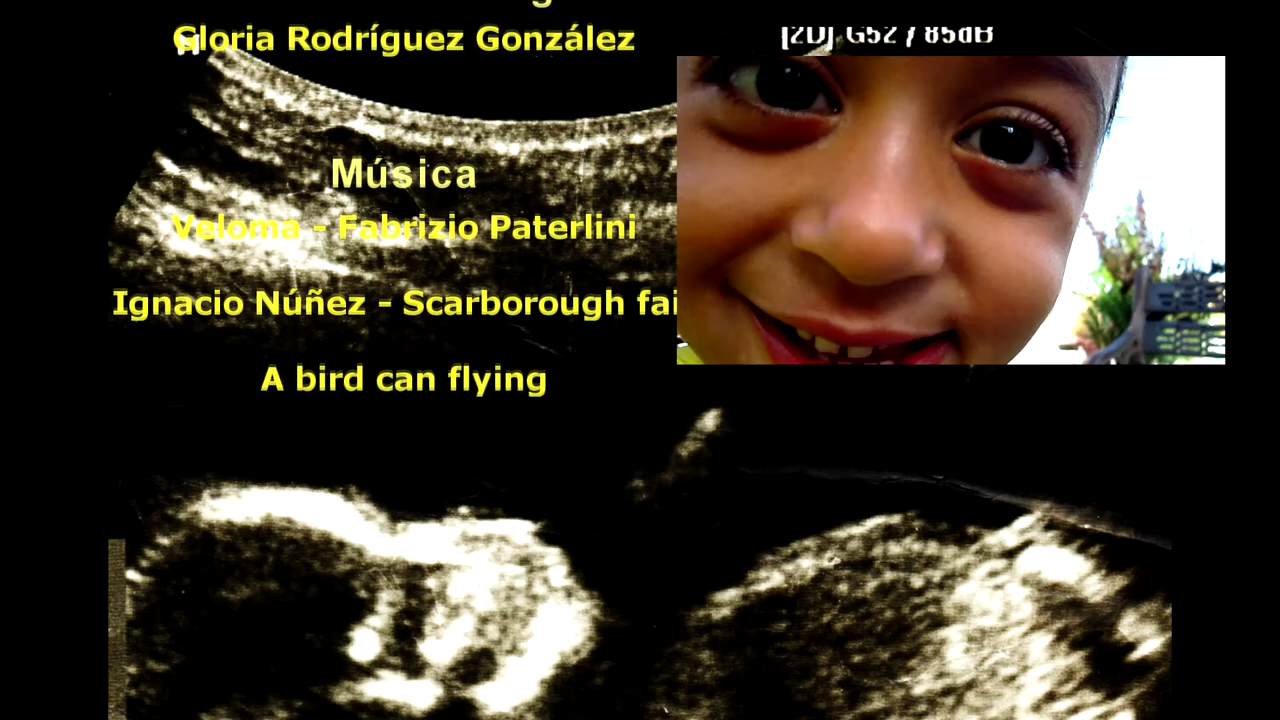 Gloria Rodríguez González
[2D] G52 / 85dB
Música
Veloma - Fabrizio Paterlini
Ignacio Núñez - Scarborough fai
A bird can flying